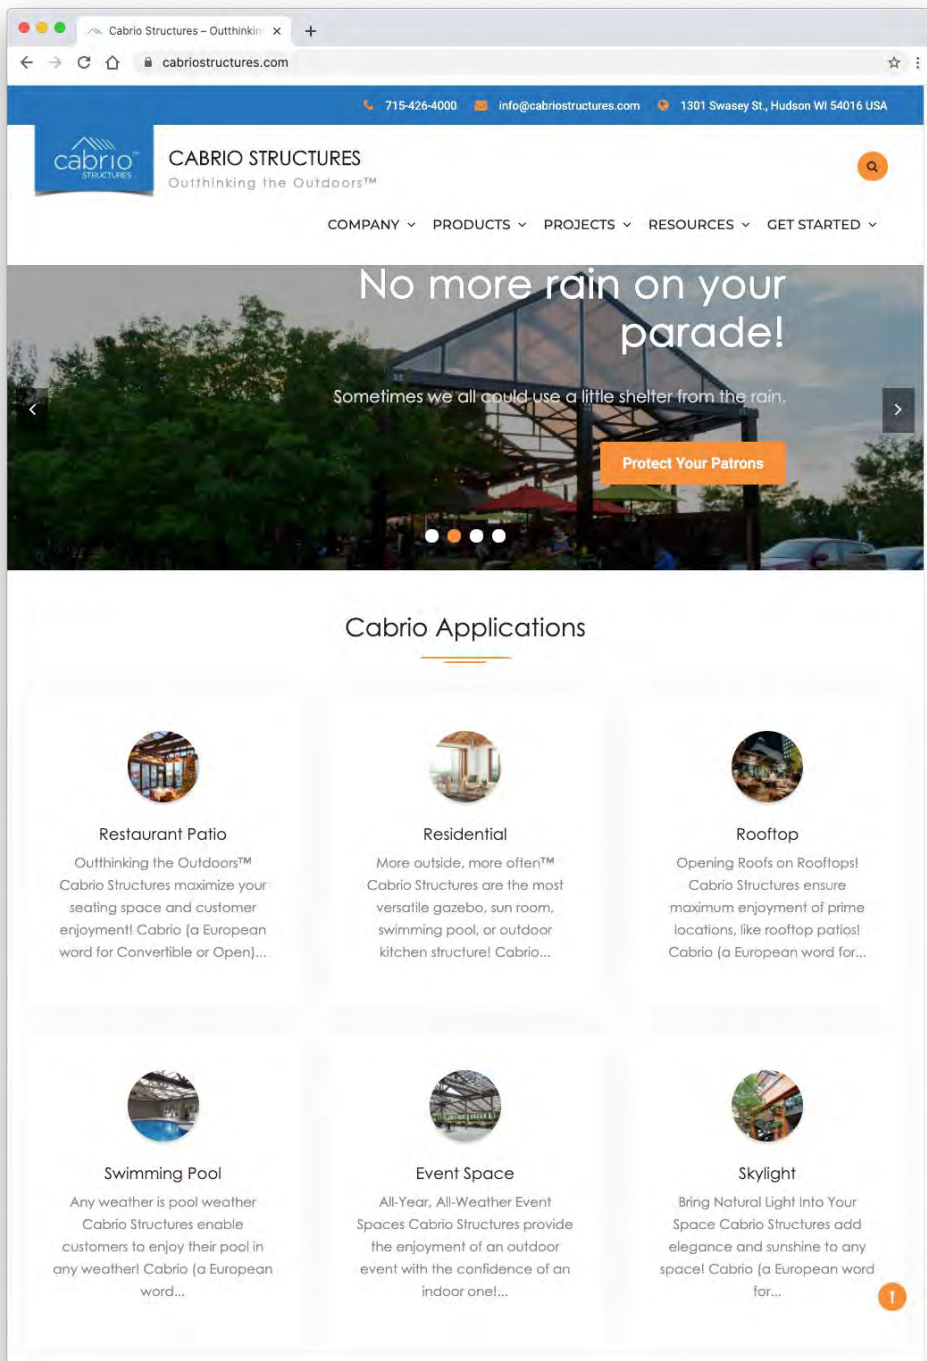 Cabrio Structures – Outthinkin
cabriostructures.com
715-426-4000 info@cabriostructures.com 1301 Swasey St., Hudson WI 54016 USA
cabrio™
STRUCTURES
CABRIO STRUCTURES
Outthinking the Outdoors™
COMPANY PRODUCTS PROJECTS RESOURCES GET STARTED
No more rain on your
parade!
Sometimes we all could use a little shelter from the rain.
Protect Your Patrons
Cabrio Applications
Restaurant Patio
Outthinking the Outdoors™
Cabrio Structures maximize your
seating space and customer
enjoyment! Cabrio (a European
word for Convertible or Open)...
Residential
More outside, more often™
Cabrio Structures are the most
versatile gazebo, sun room,
swimming pool, or outdoor
kitchen structure! Cabrio...
Rooftop
Opening Roofs on Rooftops!
Cabrio Structures ensure
maximum enjoyment of prime
locations, like rooftop patios!
Cabrio (a European word for...
Swimming Pool
Any weather is pool weather
Cabrio Structures enable
customers to enjoy their pool in
any weather! Cabrio (a European
word...
Event Space
All-Year, All-Weather Event
Spaces Cabrio Structures provide
the enjoyment of an outdoor
event with the confidence of an
indoor one!...
Skylight
Bring Natural Light Into Your
Space Cabrio Structures add
elegance and sunshine to any
space! Cabrio (a European word
for...